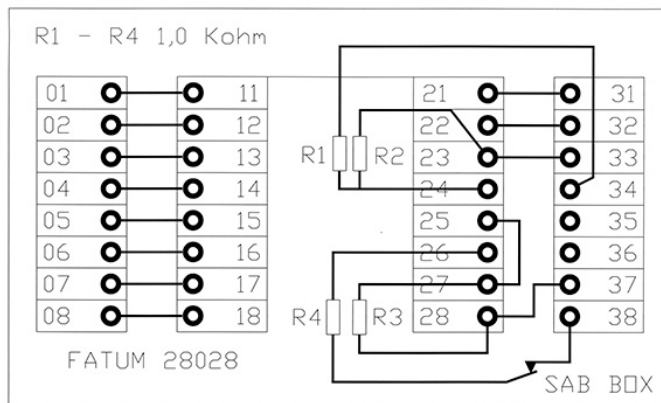 R1 - R4 1,0 Kohm
01 11 21 31
02 12 22 32
03 13 R1 R2 23 33
04 14 24 34
05 15 25 35
06 16 26 36
07 17 27 37
08 18 R4 R3 28 38
FATUM 28028
SAB BOX